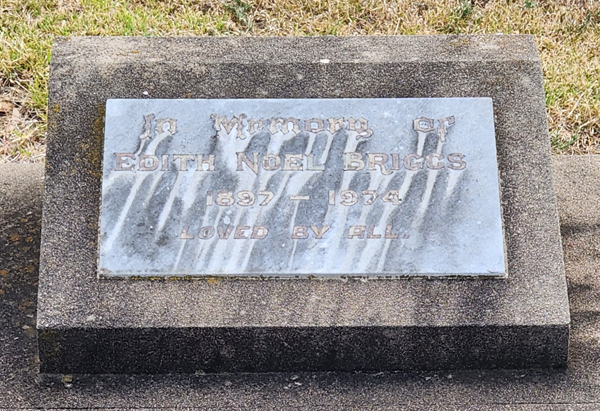 In Memory of
EDITH NOEL BRIGGS
1897 – 1974
LOVED BY ALL.